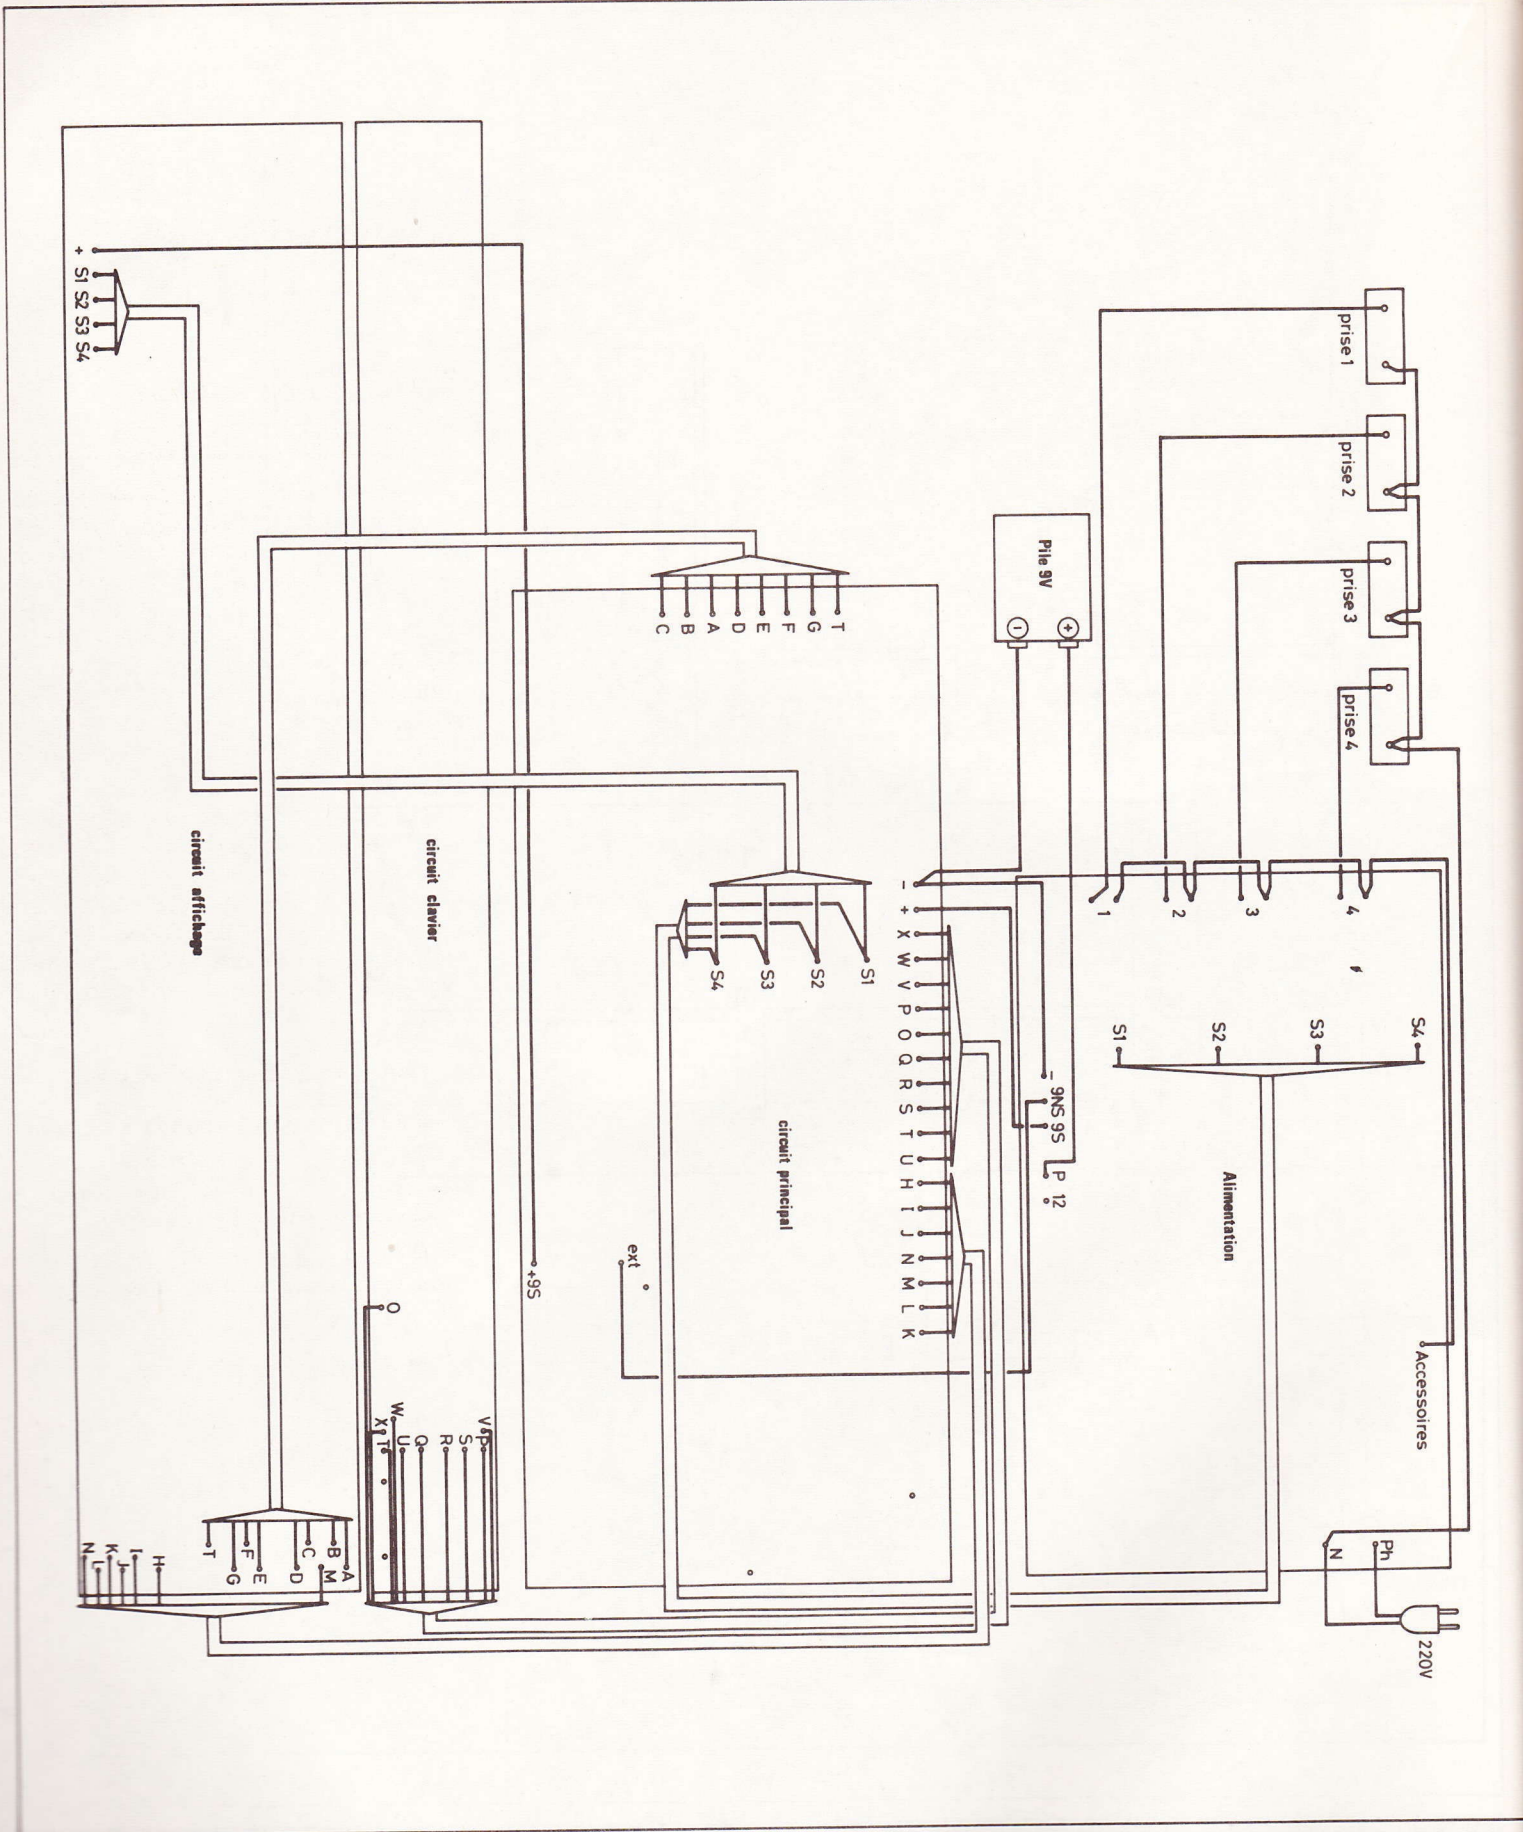 prise 1
prise 2
prise 3
prise 4
Pile 9V
+
-
1
2
3
4
S1
S2
S3
S4
Alimentation
Accessoires
Ph
N
220V
- 9NS 9S P 12
- + X W V P O Q R S T U H I J N M L K
C B A D E F G T
S4 S3 S2 S1
circuit principal
ext
+9S
circuit clavier
O
W
X T U Q R S V P
circuit affichage
+ S1 S2 S3 S4
T G F E D C B M A
N L K J I H